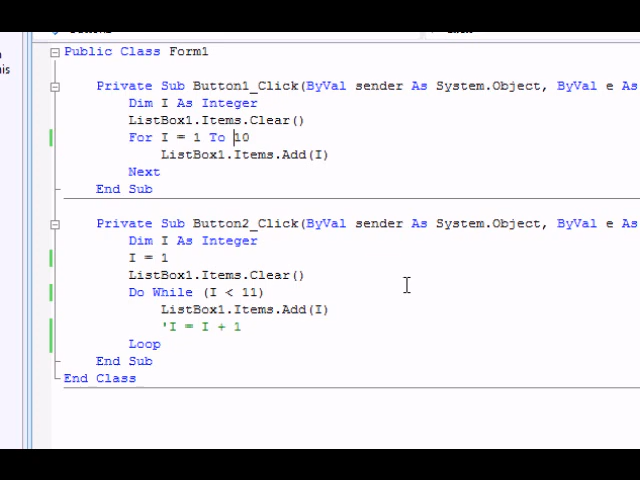 Public Class Form1
Private Sub Button1_Click(ByVal sender As System.Object, ByVal e As
Dim I As Integer
ListBox1.Items.Clear()
For I = 1 To 10
ListBox1.Items.Add(I)
Next
End Sub
Private Sub Button2_Click(ByVal sender As System.Object, ByVal e As
Dim I As Integer
I = 1
ListBox1.Items.Clear()
Do While (I < 11)
ListBox1.Items.Add(I)
'I = I + 1
Loop
End Sub
End Class